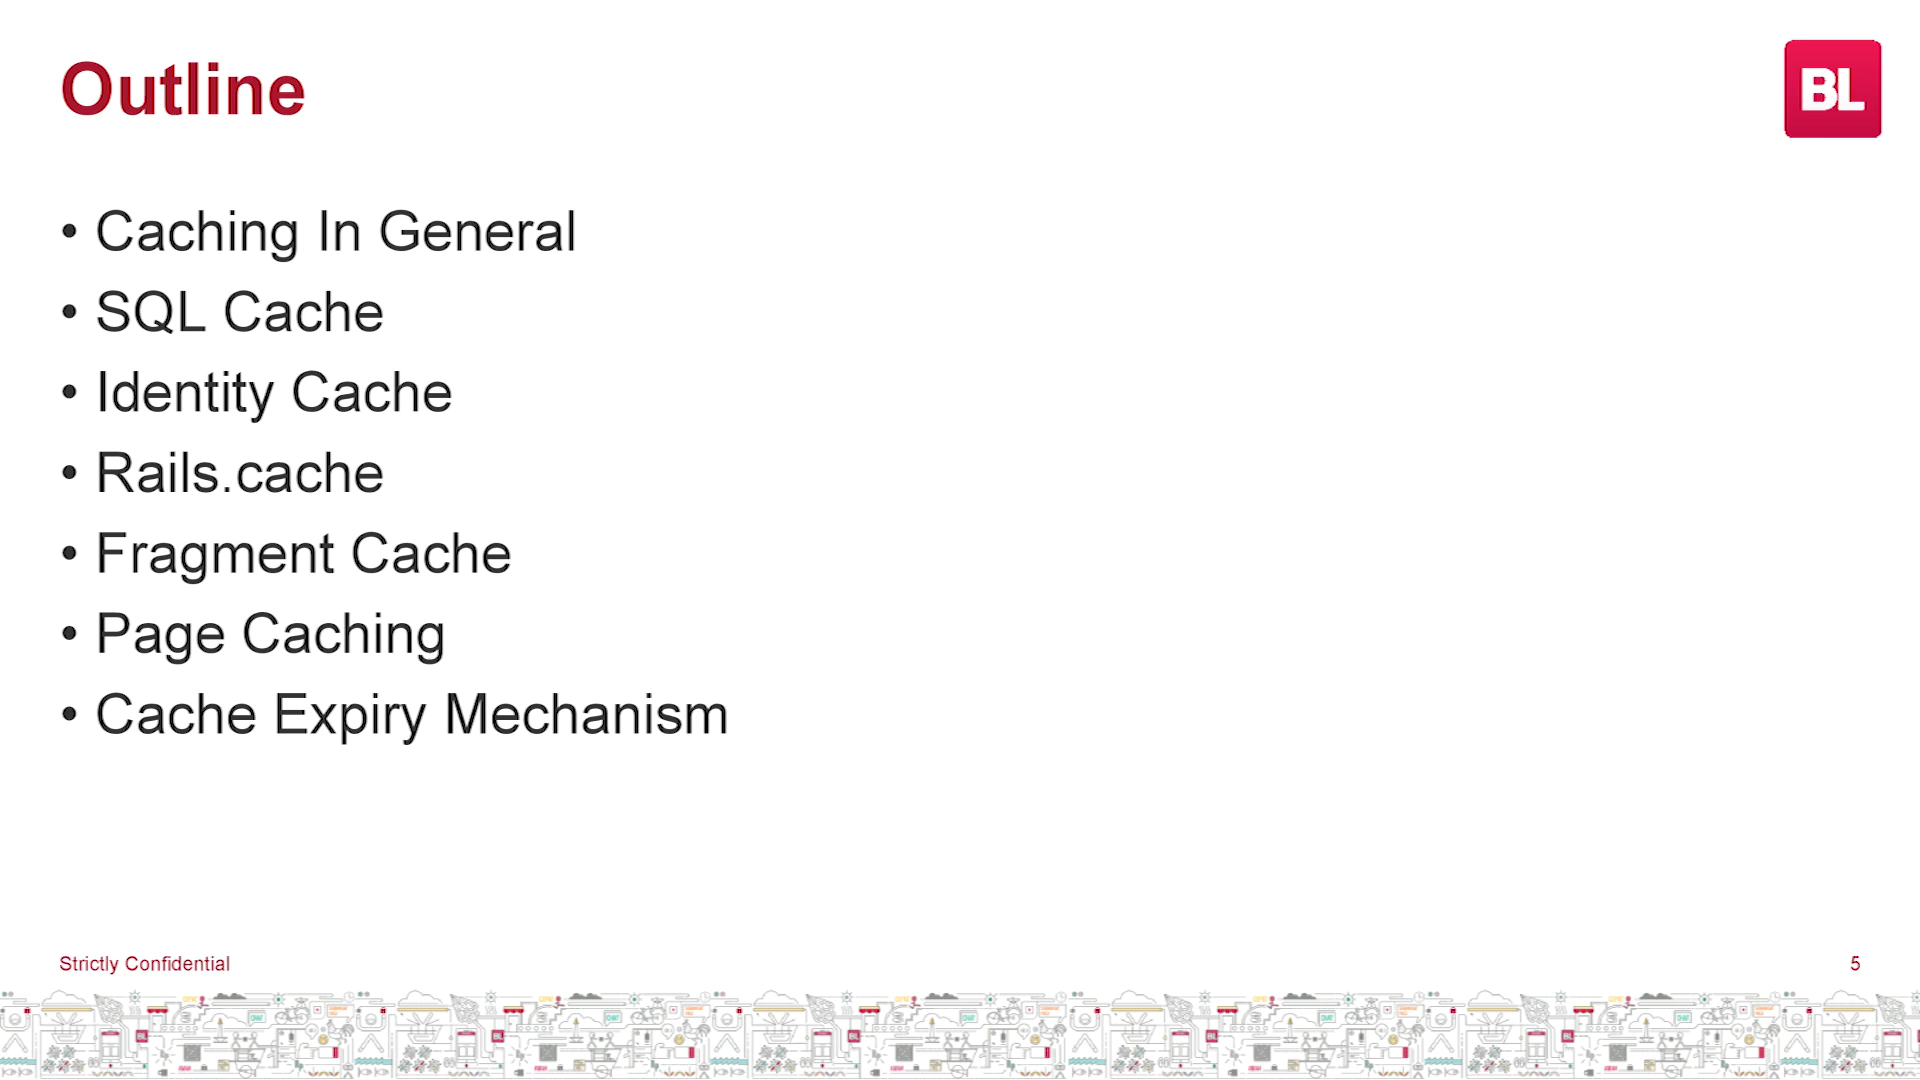 Outline
BL
• Caching In General
• SQL Cache
• Identity Cache
• Rails.cache
• Fragment Cache
• Page Caching
• Cache Expiry Mechanism
Strictly Confidential
5